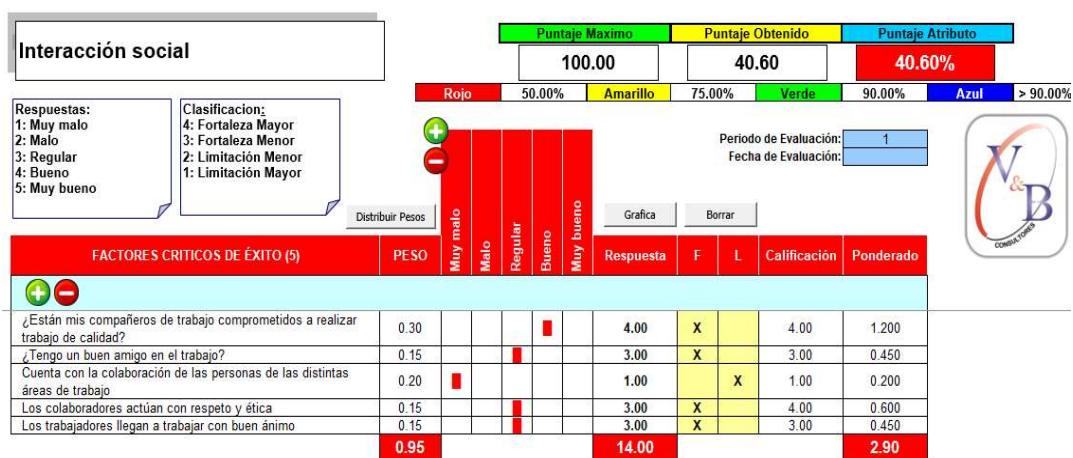 Interacción social
Puntaje Maximo Puntaje Obtenido Puntaje Atributo
100.00 40.60 40.60%
Rojo 50.00% Amarillo 75.00% Verde 90.00% Azul > 90.00%
Respuestas:
1: Muy malo
2: Malo
3: Regular
4: Bueno
5: Muy bueno
Clasificacion:
4: Fortaleza Mayor
3: Fortaleza Menor
2: Limitación Menor
1: Limitación Mayor
Periodo de Evaluación: 1
Fecha de Evaluación:
V&B
CONSULTORES
Distribuir Pesos Grafica Borrar
FACTORES CRITICOS DE ÉXITO (5) PESO Muy malo Malo Regular Bueno Muy bueno Respuesta F L Calificación Ponderado
¿Están mis compañeros de trabajo comprometidos a realizar
trabajo de calidad? 0.30 4.00 X 4.00 1.200
¿Tengo un buen amigo en el trabajo? 0.15 3.00 X 3.00 0.450
Cuenta con la colaboración de las personas de las distintas
áreas de trabajo 0.20 1.00 X 1.00 0.200
Los colaboradores actúan con respeto y ética 0.15 3.00 X 4.00 0.600
Los trabajadores llegan a trabajar con buen ánimo 0.15 3.00 X 3.00 0.450
0.95 14.00 2.90